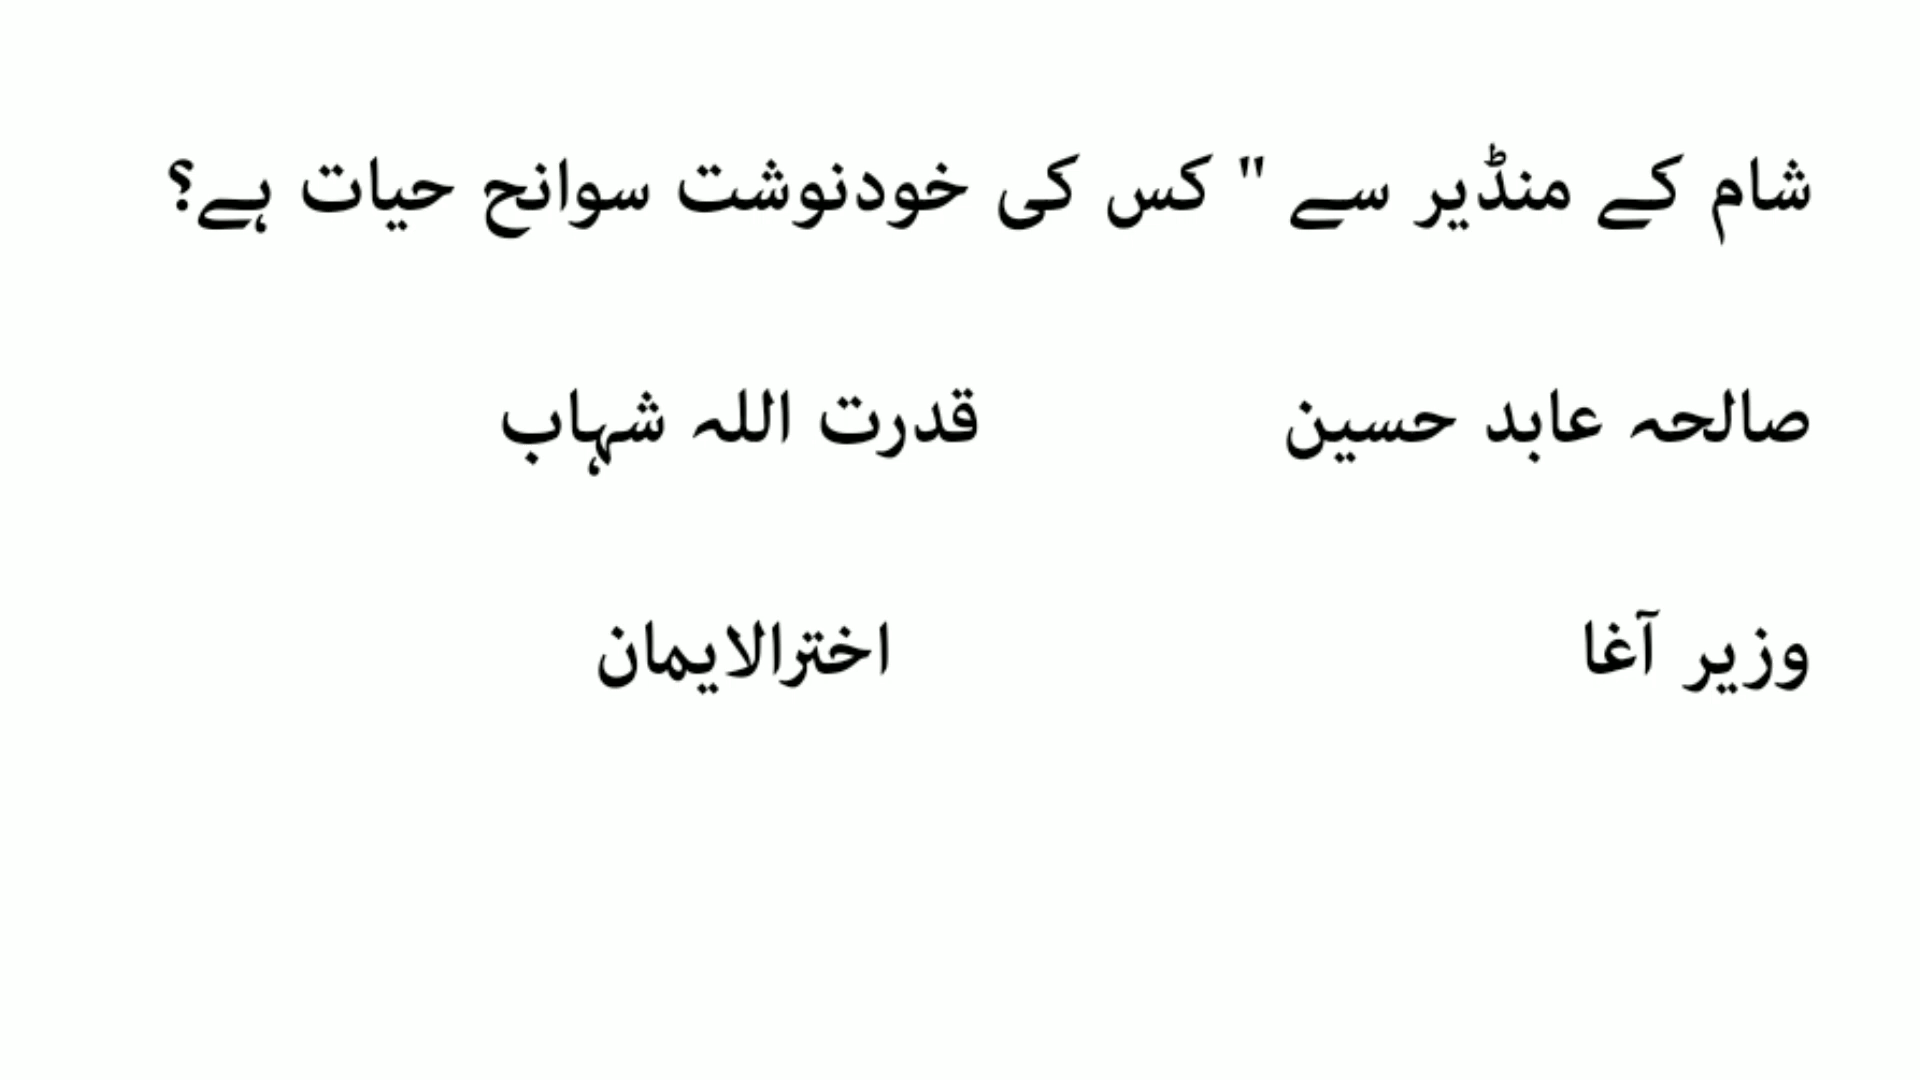 شام کے منڈیر سے " کس کی خودنوشت سوانح حیات ہے؟
صالحہ عابد حسین قدرت اللہ شہاب
وزیر آغا اخترالایمان